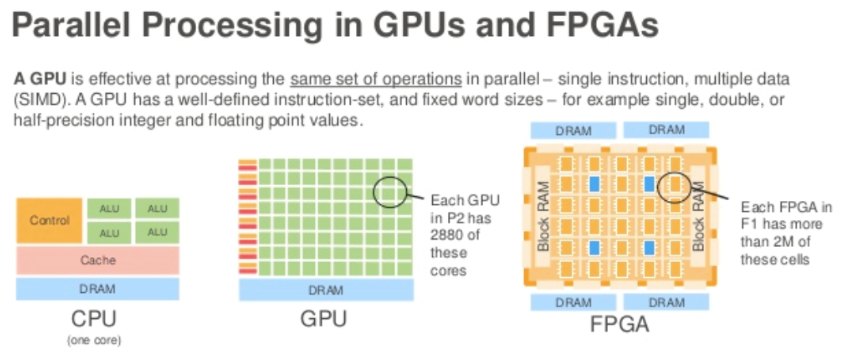 Parallel Processing in GPUs and FPGAs
A GPU is effective at processing the same set of operations in parallel – single instruction, multiple data
(SIMD). A GPU has a well-defined instruction-set, and fixed word sizes – for example single, double, or
half-precision integer and floating point values.
Control
ALU
ALU
ALU
ALU
Cache
DRAM
CPU
(one core)
DRAM
GPU
Each GPU
in P2 has
2880 of
these
cores
DRAM
DRAM
Block RAM
Block RAM
DRAM
DRAM
FPGA
Each FPGA in
F1 has more
than 2M of
these cells